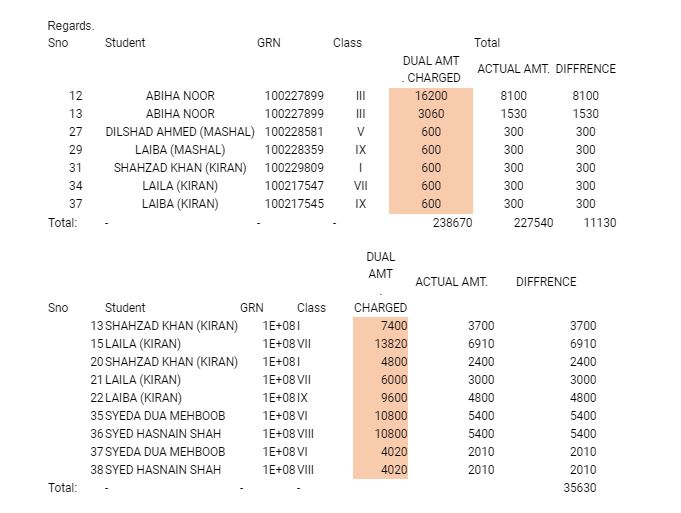 Regards.
Sno Student GRN Class Total
DUAL AMT
. CHARGED ACTUAL AMT. DIFFRENCE
12 ABIHA NOOR 100227899 III 16200 8100 8100
13 ABIHA NOOR 100227899 III 3060 1530 1530
27 DILSHAD AHMED (MASHAL) 100228581 V 600 300 300
29 LAIBA (MASHAL) 100228359 IX 600 300 300
31 SHAHZAD KHAN (KIRAN) 100229809 I 600 300 300
34 LAILA (KIRAN) 100217547 VII 600 300 300
37 LAIBA (KIRAN) 100217545 IX 600 300 300
Total: - - - 238670 227540 11130
DUAL
AMT
. ACTUAL AMT. DIFFRENCE
Sno Student GRN Class CHARGED
13 SHAHZAD KHAN (KIRAN) 1E+08 I 7400 3700 3700
15 LAILA (KIRAN) 1E+08 VII 13820 6910 6910
20 SHAHZAD KHAN (KIRAN) 1E+08 I 4800 2400 2400
21 LAILA (KIRAN) 1E+08 VII 6000 3000 3000
22 LAIBA (KIRAN) 1E+08 IX 9600 4800 4800
35 SYEDA DUA MEHBOOB 1E+08 VI 10800 5400 5400
36 SYED HASNAIN SHAH 1E+08 VIII 10800 5400 5400
37 SYEDA DUA MEHBOOB 1E+08 VI 4020 2010 2010
38 SYED HASNAIN SHAH 1E+08 VIII 4020 2010 2010
Total: - - - 35630